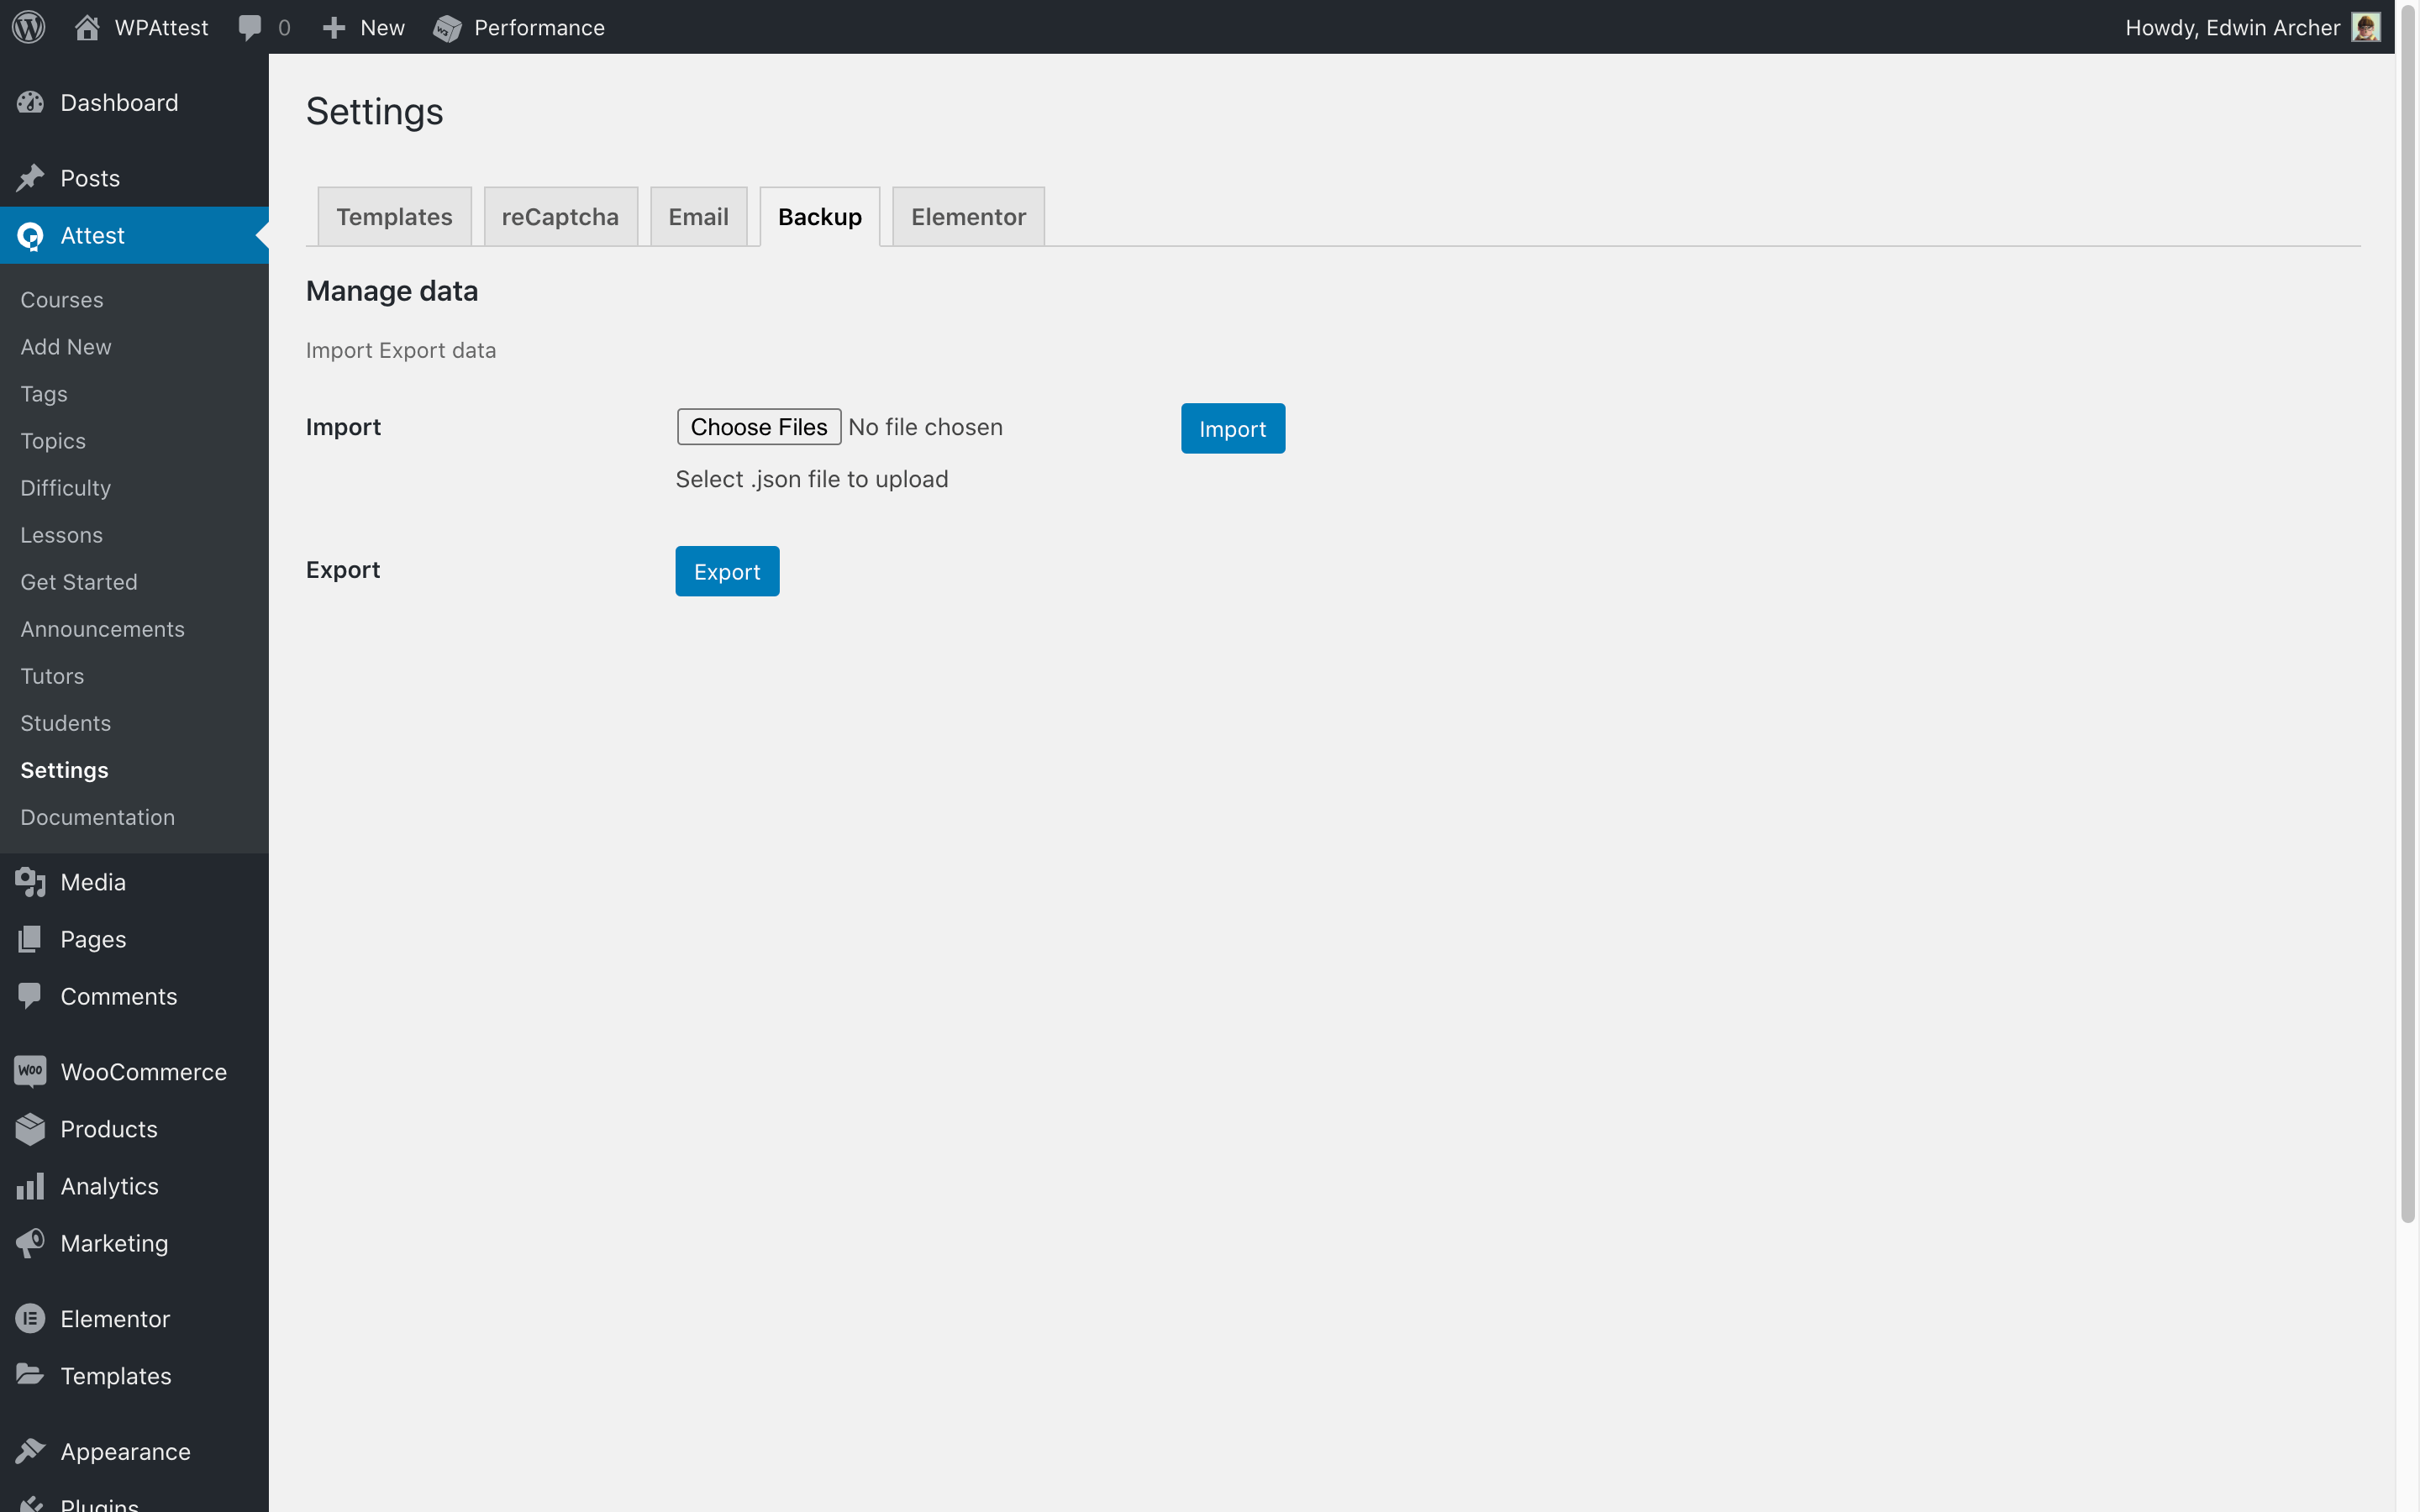 WPAttest 0 New Performance Howdy, Edwin Archer
Dashboard
Posts
Attest
Courses
Add New
Tags
Topics
Difficulty
Lessons
Get Started
Announcements
Tutors
Students
Settings
Documentation
Media
Pages
Comments
WooCommerce
Products
Analytics
Marketing
Elementor
Templates
Appearance
Plugins
Settings
Templates reCaptcha Email Backup Elementor
Manage data
Import Export data
Import Choose Files No file chosen Import
Select .json file to upload
Export Export